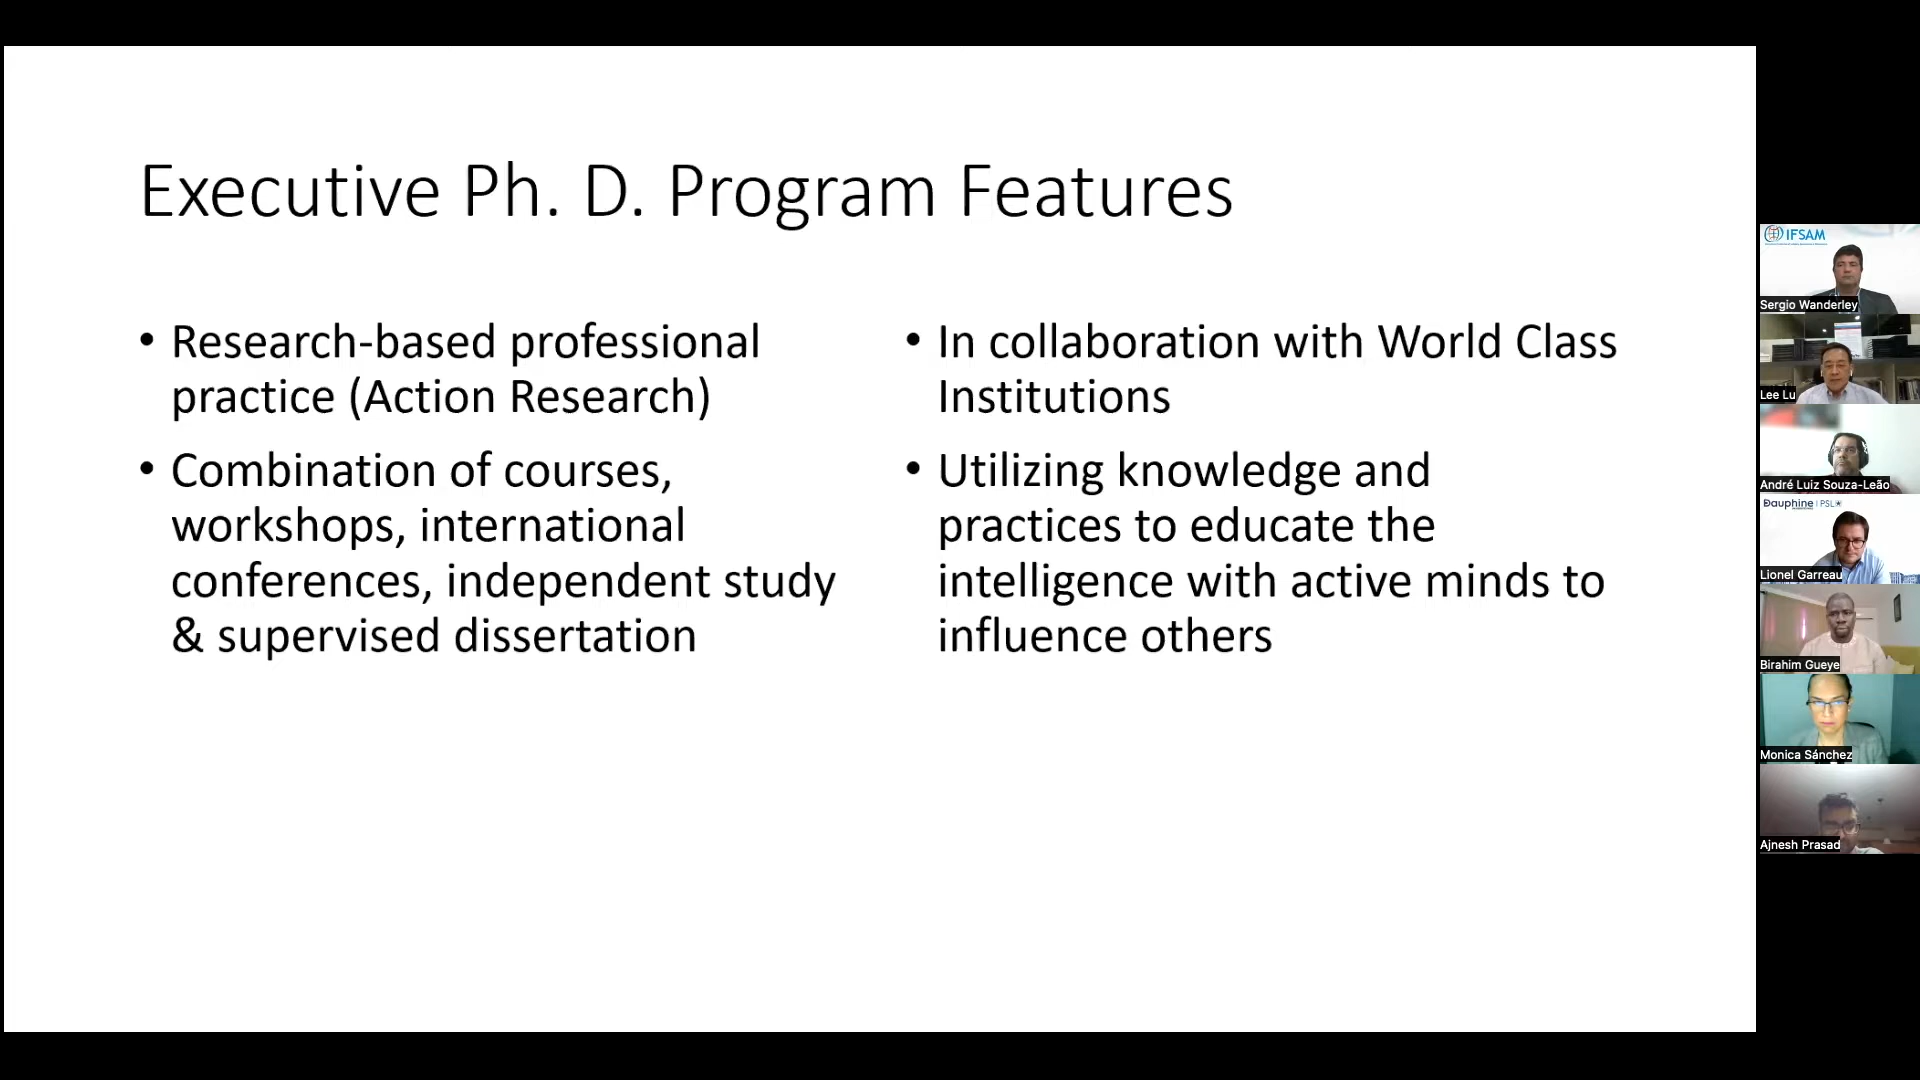 Executive Ph. D. Program Features
• Research-based professional
practice (Action Research)
• Combination of courses,
workshops, international
conferences, independent study
& supervised dissertation
• In collaboration with World Class
Institutions
• Utilizing knowledge and
practices to educate the
intelligence with active minds to
influence others
IFSAM
Sergio Wanderley
Lee Lu
André Luiz Souza-Leão
Dauphine | PSL
Lionel Garreau
Birahim Gueye
Monica Sánchez
Ajnesh Prasad